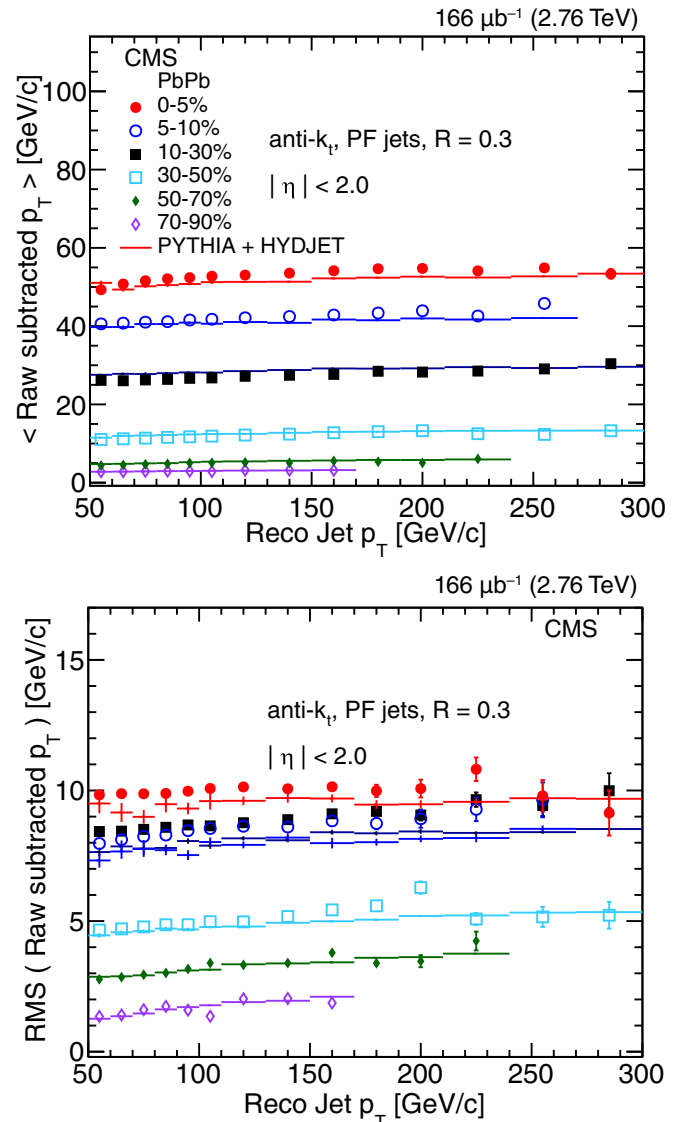 166 μb⁻¹ (2.76 TeV)
CMS
PbPb
0-5%
5-10%
10-30%
30-50%
50-70%
70-90%
PYTHIA + HYDJET
anti-kₜ, PF jets, R = 0.3
| η | < 2.0
< Raw subtracted p_T > [GeV/c]
100
80
60
40
20
0
50 100 150 200 250 300
Reco Jet p_T [GeV/c]
166 μb⁻¹ (2.76 TeV)
CMS
anti-kₜ, PF jets, R = 0.3
| η | < 2.0
RMS ( Raw subtracted p_T ) [GeV/c]
15
10
5
0
50 100 150 200 250 300
Reco Jet p_T [GeV/c]